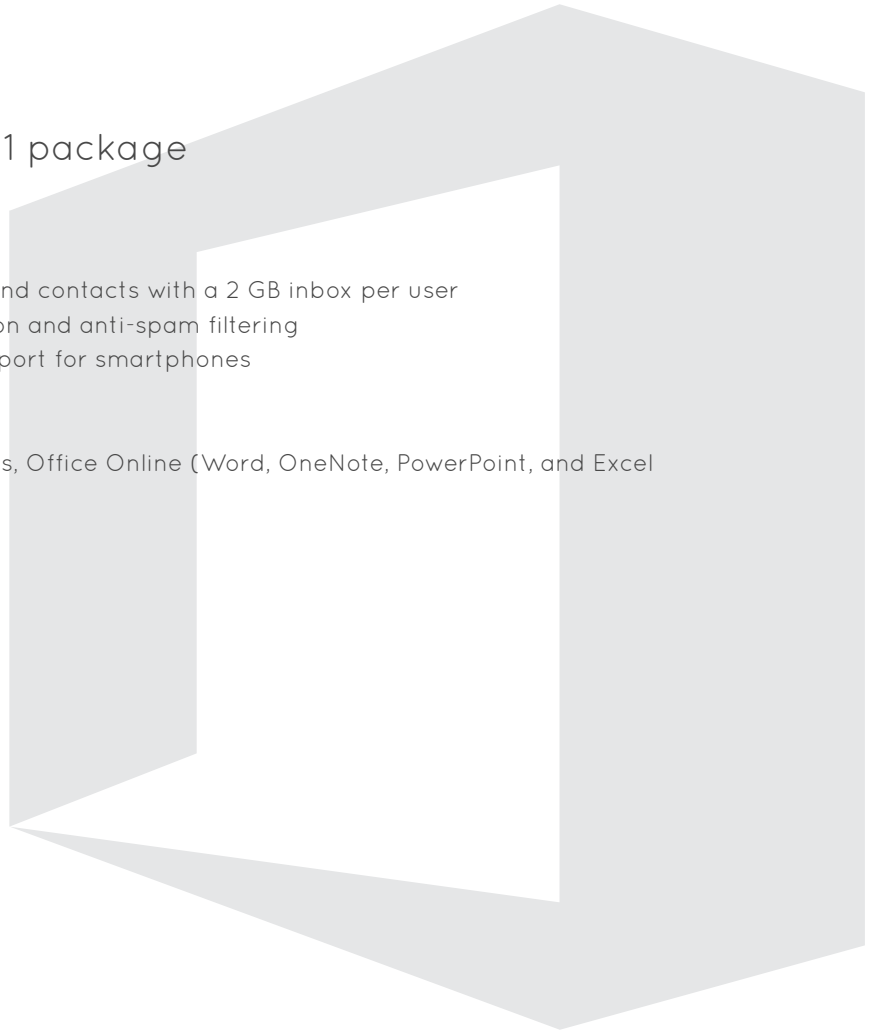 1 package
nd contacts with a 2 GB inbox per user
on and anti-spam filtering
port for smartphones
s, Office Online (Word, OneNote, PowerPoint, and Excel